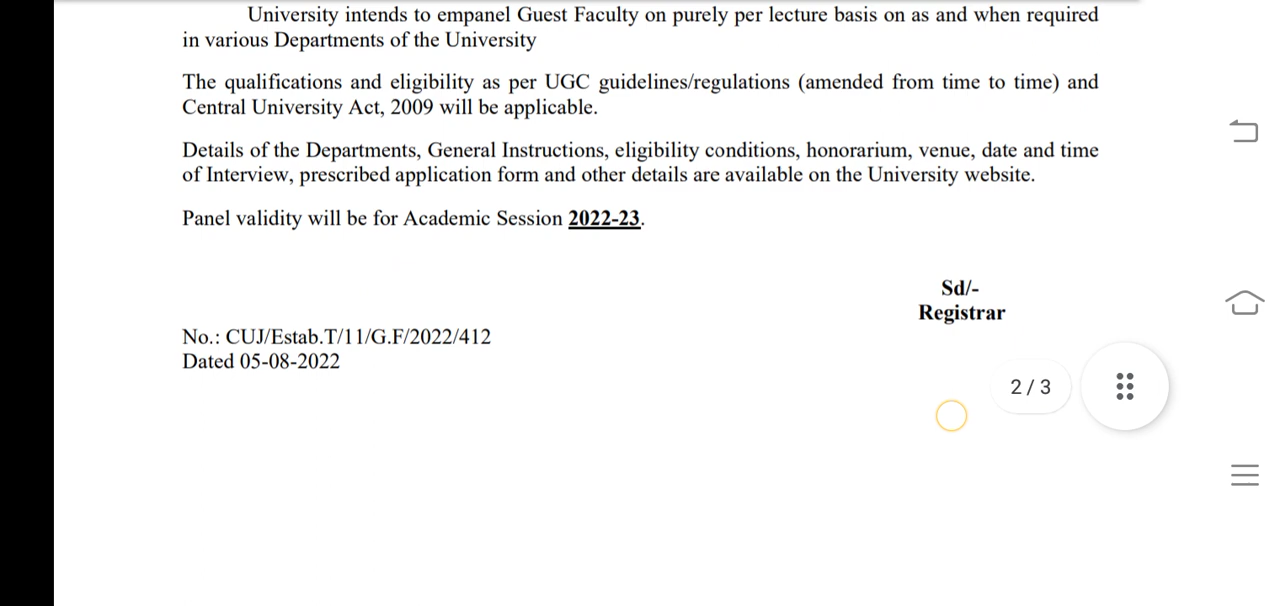 University intends to empanel Guest Faculty on purely per lecture basis on as and when required
in various Departments of the University
The qualifications and eligibility as per UGC guidelines/regulations (amended from time to time) and
Central University Act, 2009 will be applicable.
Details of the Departments, General Instructions, eligibility conditions, honorarium, venue, date and time
of Interview, prescribed application form and other details are available on the University website.
Panel validity will be for Academic Session 2022-23.
Sd/-
Registrar
No.: CUJ/Estab.T/11/G.F/2022/412
Dated 05-08-2022
2 / 3